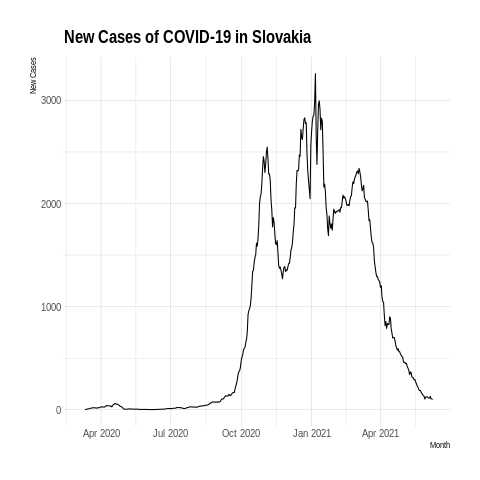 New Cases of COVID-19 in Slovakia
New Cases
3000
2000
1000
0
Apr 2020 Jul 2020 Oct 2020 Jan 2021 Apr 2021
Month